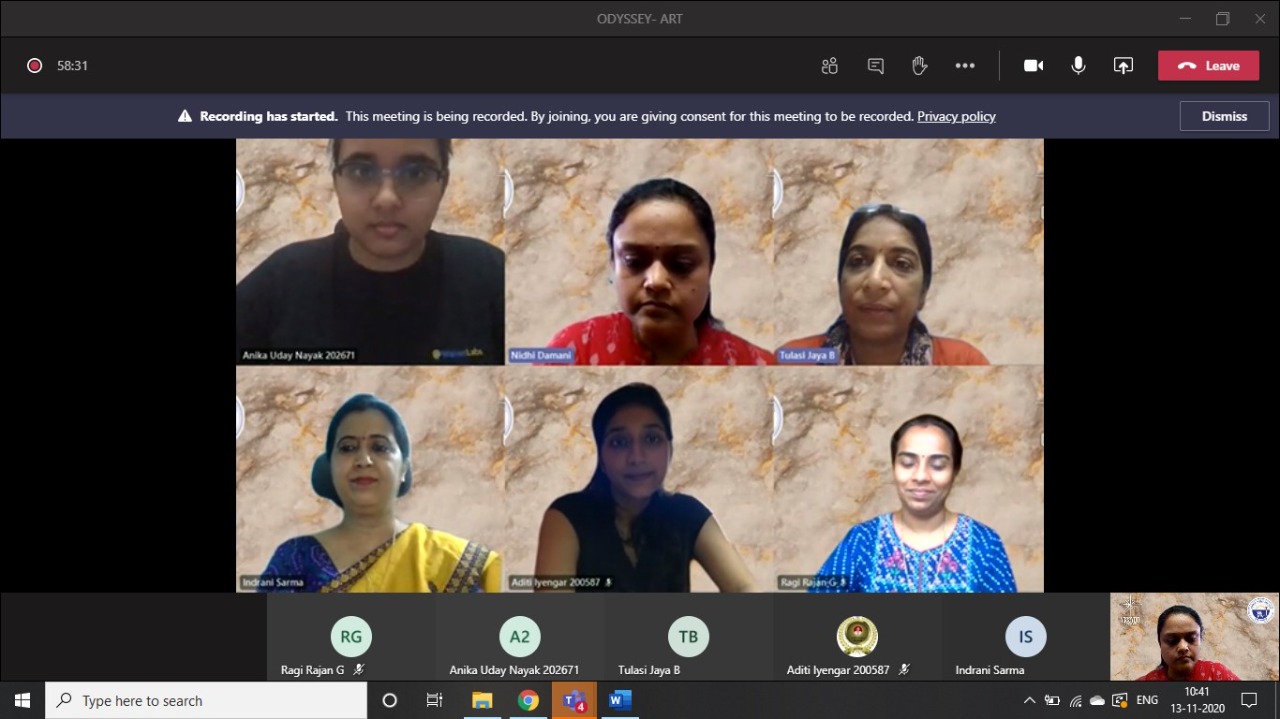 ODYSSEY- ART
58:31
Leave
Recording has started. This meeting is being recorded. By joining, you are giving consent for this meeting to be recorded. Privacy policy
Dismiss
Anika Uday Nayak 202671
Nidhi Damani
Tulasi Jaya B
Indrani Sarma
Aditi Iyengar 200587
Ragi Rajan G
RG
A2
TB
IS
Ragi Rajan G
Anika Uday Nayak 202671
Tulasi Jaya B
Aditi Iyengar 200587
Indrani Sarma
Type here to search
4
W
ENG
10:41
13-11-2020